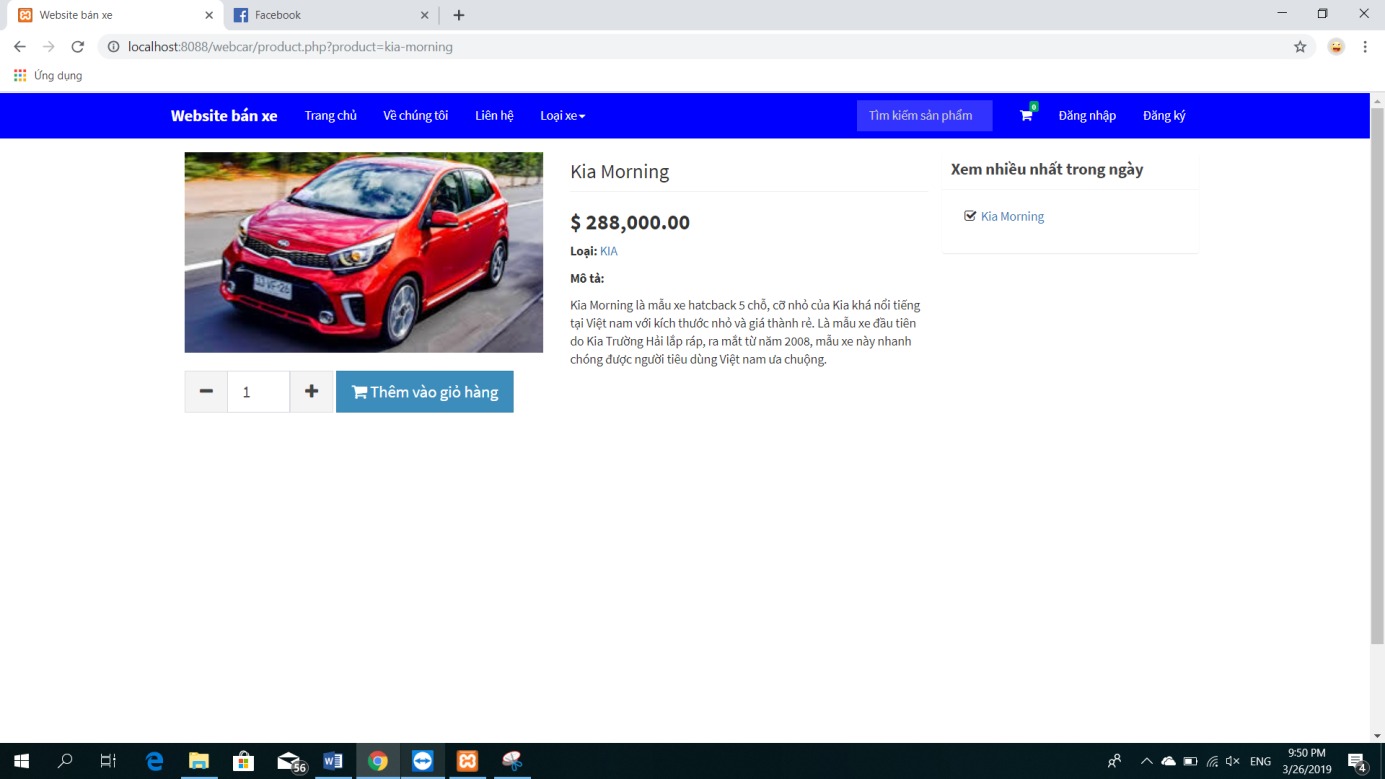 Website bán xe
Facebook
localhost:8088/webcar/product.php?product=kia-morning
Ứng dụng
Website bán xe Trang chủ Về chúng tôi Liên hệ Loại xe Tìm kiếm sản phẩm 0 Đăng nhập Đăng ký
Kia Morning
$ 288,000.00
Loại: KIA
Mô tả:
Kia Morning là mẫu xe hatcback 5 chỗ, cỡ nhỏ của Kia khá nổi tiếng
tại Việt nam với kích thước nhỏ và giá thành rẻ. Là mẫu xe đầu tiên
do Kia Trường Hải lắp ráp, ra mắt từ năm 2008, mẫu xe này nhanh
chóng được người tiêu dùng Việt nam ưa chuộng.
1
Thêm vào giỏ hàng
Xem nhiều nhất trong ngày
Kia Morning
56
ENG
9:50 PM
3/26/2019
4